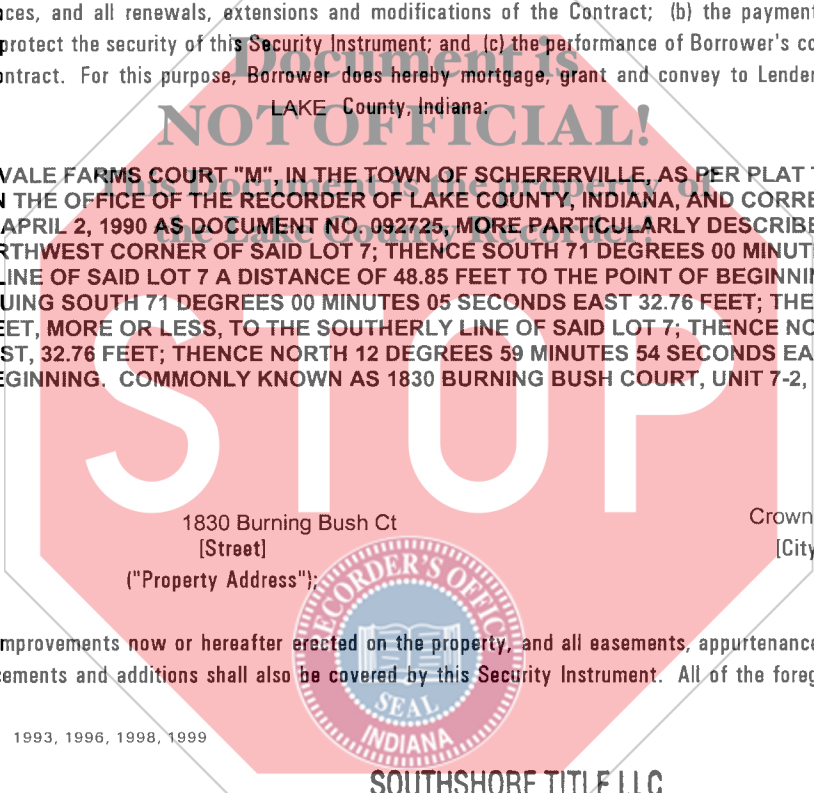 nces, and all renewals, extensions and modifications of the Contract; (b) the payment
protect the security of this Security Instrument; and (c) the performance of Borrower's co
ontract. For this purpose, Borrower does hereby mortgage, grant and convey to Lender
Document is
LAKE County, Indiana:
NOT OFFICIAL!
VALE FARMS COURT "M", IN THE TOWN OF SCHERERVILLE, AS PER PLAT T
This Document is the property of
N THE OFFICE OF THE RECORDER OF LAKE COUNTY, INDIANA, AND CORRE
APRIL 2, 1990 AS DOCUMENT NO. 092725, MORE PARTICULARLY DESCRIBE
the Lake County Recorder!
RTHWEST CORNER OF SAID LOT 7; THENCE SOUTH 71 DEGREES 00 MINUT
LINE OF SAID LOT 7 A DISTANCE OF 48.85 FEET TO THE POINT OF BEGINNIN
UING SOUTH 71 DEGREES 00 MINUTES 05 SECONDS EAST 32.76 FEET; THE
EET, MORE OR LESS, TO THE SOUTHERLY LINE OF SAID LOT 7; THENCE NO
ST, 32.76 FEET; THENCE NORTH 12 DEGREES 59 MINUTES 54 SECONDS EA
EGINNING. COMMONLY KNOWN AS 1830 BURNING BUSH COURT, UNIT 7-2,
STOP
1830 Burning Bush Ct Crown
[Street] [City
("Property Address");
RECORDER'S OFFICE
mprovements now or hereafter erected on the property, and all easements, appurtenance
cements and additions shall also be covered by this Security Instrument. All of the foreg
SEAL
INDIANA
1993, 1996, 1998, 1999
SOUTHSHORE TITLE LLC